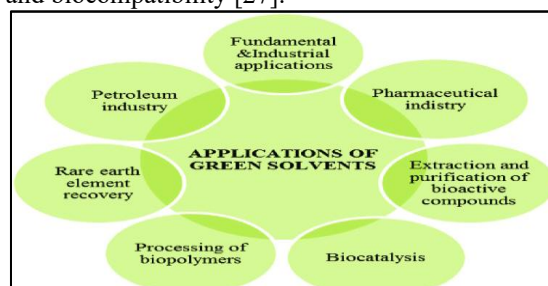 and biocompatibility [27].
Fundamental
&Industrial
applications
Petroleum
industry
Pharmaceutical
indistry
APPLICATIONS OF
GREEN SOLVENTS
Rare earth
element
recovery
Extraction and
purification of
bioactive
compounds
Processing of
biopolymers
Biocatalysis